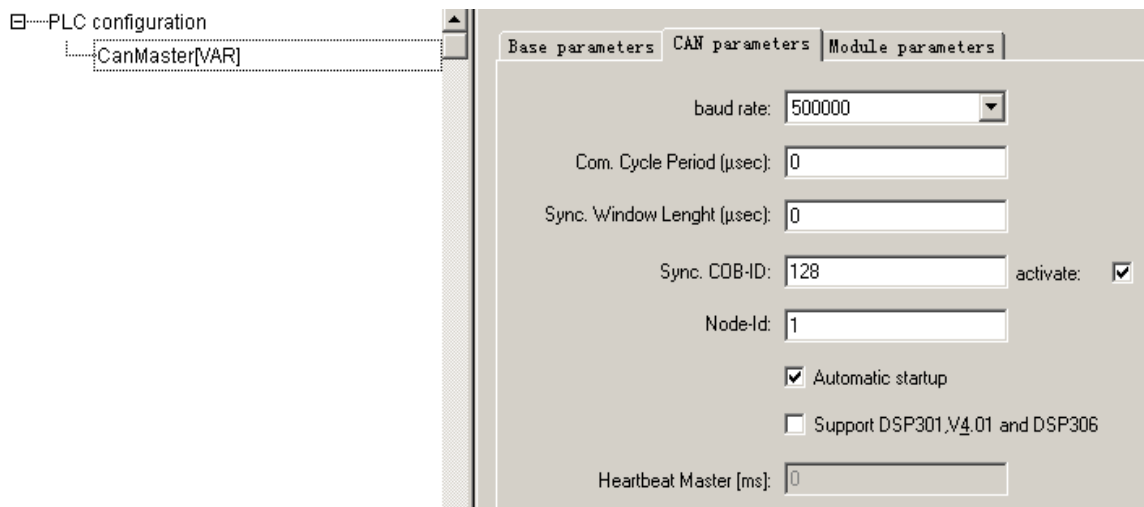 PLC configuration
CanMaster[VAR]
Base parameters CAN parameters Module parameters
baud rate: 500000
Com. Cycle Period (µsec): 0
Sync. Window Lenght (µsec): 0
Sync. COB-ID: 128 activate:
Node-Id: 1
Automatic startup
Support DSP301,V4.01 and DSP306
Heartbeat Master [ms]: 0